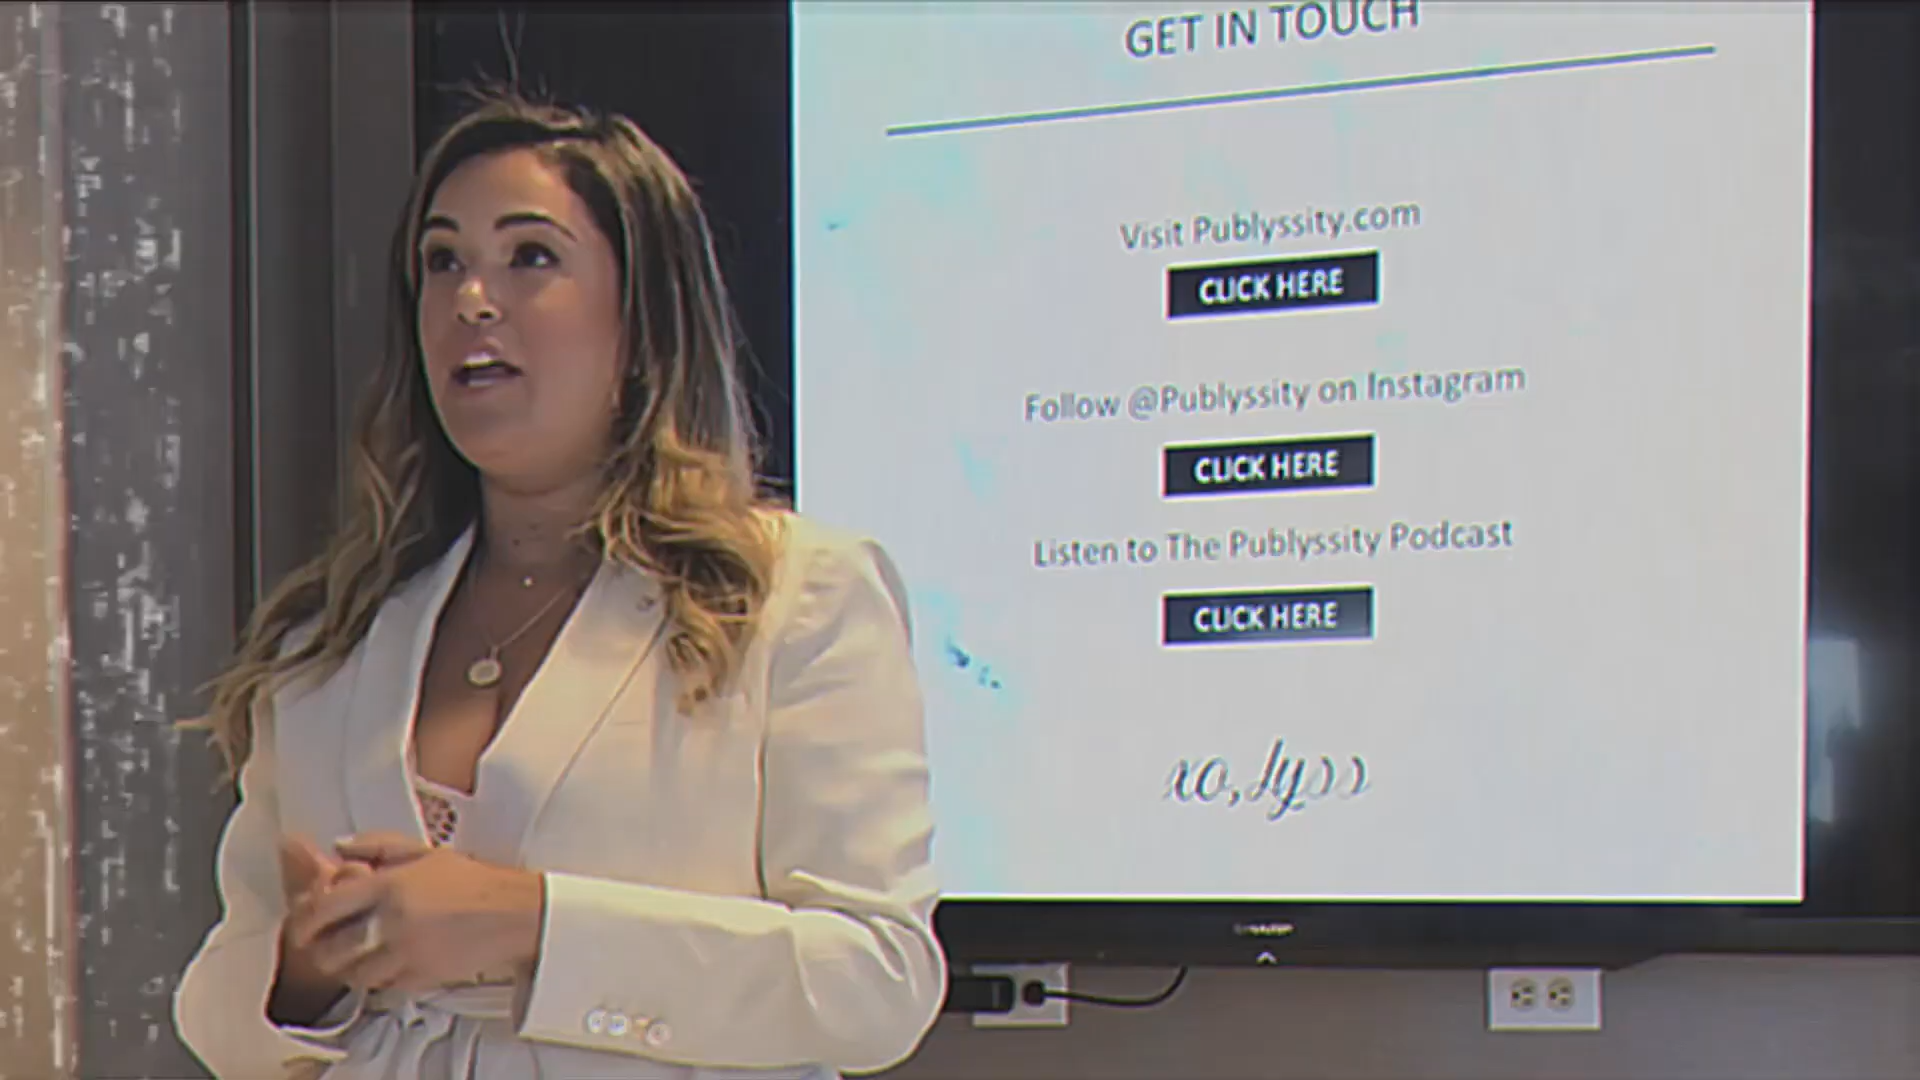 GET IN TOUCH
Visit Publyssity.com
CLICK HERE
Follow @Publyssity on Instagram
CLICK HERE
Listen to The Publyssity Podcast
CLICK HERE
xo, lyss
SHARP